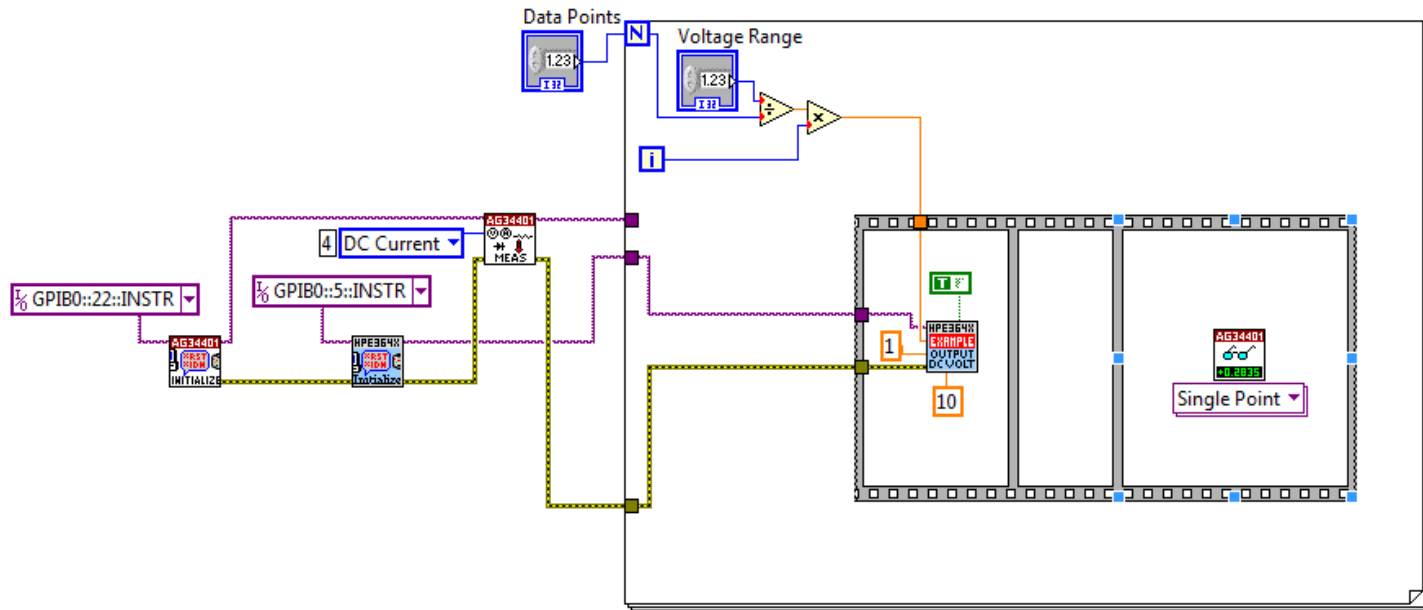 Data Points
N
1.23
I32
Voltage Range
1.23
I32
÷
x
i
AG34401
MEAS
4
DC Current
GPIB0::22::INSTR
GPIB0::5::INSTR
AG34401
*RST
*IDN
INITIALIZE
HPE364X
*RST
*IDN
Initialize
T
HPE364X
EXAMPLE
OUTPUT
DC VOLT
1
10
AG34401
+0.2835
Single Point